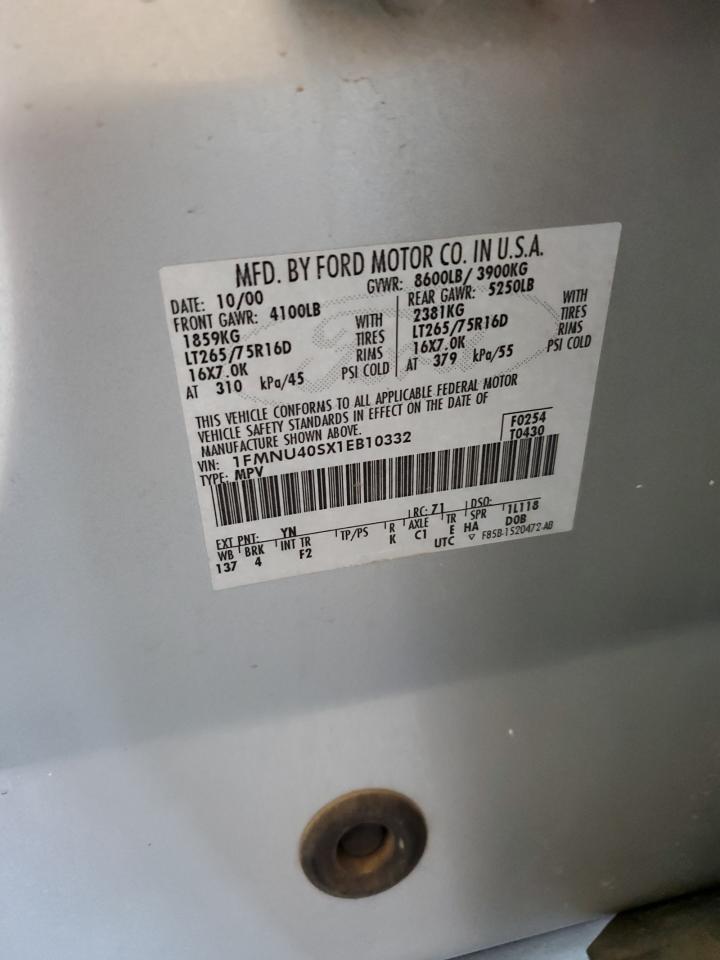 MFD. BY FORD MOTOR CO. IN U.S.A.
DATE: 10/00 GVWR: 8600LB/ 3900KG
FRONT GAWR: 4100LB REAR GAWR: 5250LB
1859KG WITH 2381KG WITH
LT265/75R16D TIRES LT265/75R16D TIRES
16X7.0K RIMS 16X7.0K RIMS
AT 310 kPa/45 PSI COLD AT 379 kPa/55 PSI COLD
THIS VEHICLE CONFORMS TO ALL APPLICABLE FEDERAL MOTOR
VEHICLE SAFETY STANDARDS IN EFFECT ON THE DATE OF
MANUFACTURE SHOWN ABOVE.
F0254
VIN: 1FMNU40SX1EB10332
T0430
TYPE: MPV
EXT PNT: YN RC: 71 DSO:
WB BRK INT TR TP/PS R AXLE TR SPR 1L118
137 4 F2 K C1 E HA DOB
UTC ▽ F85B-1520472-AB